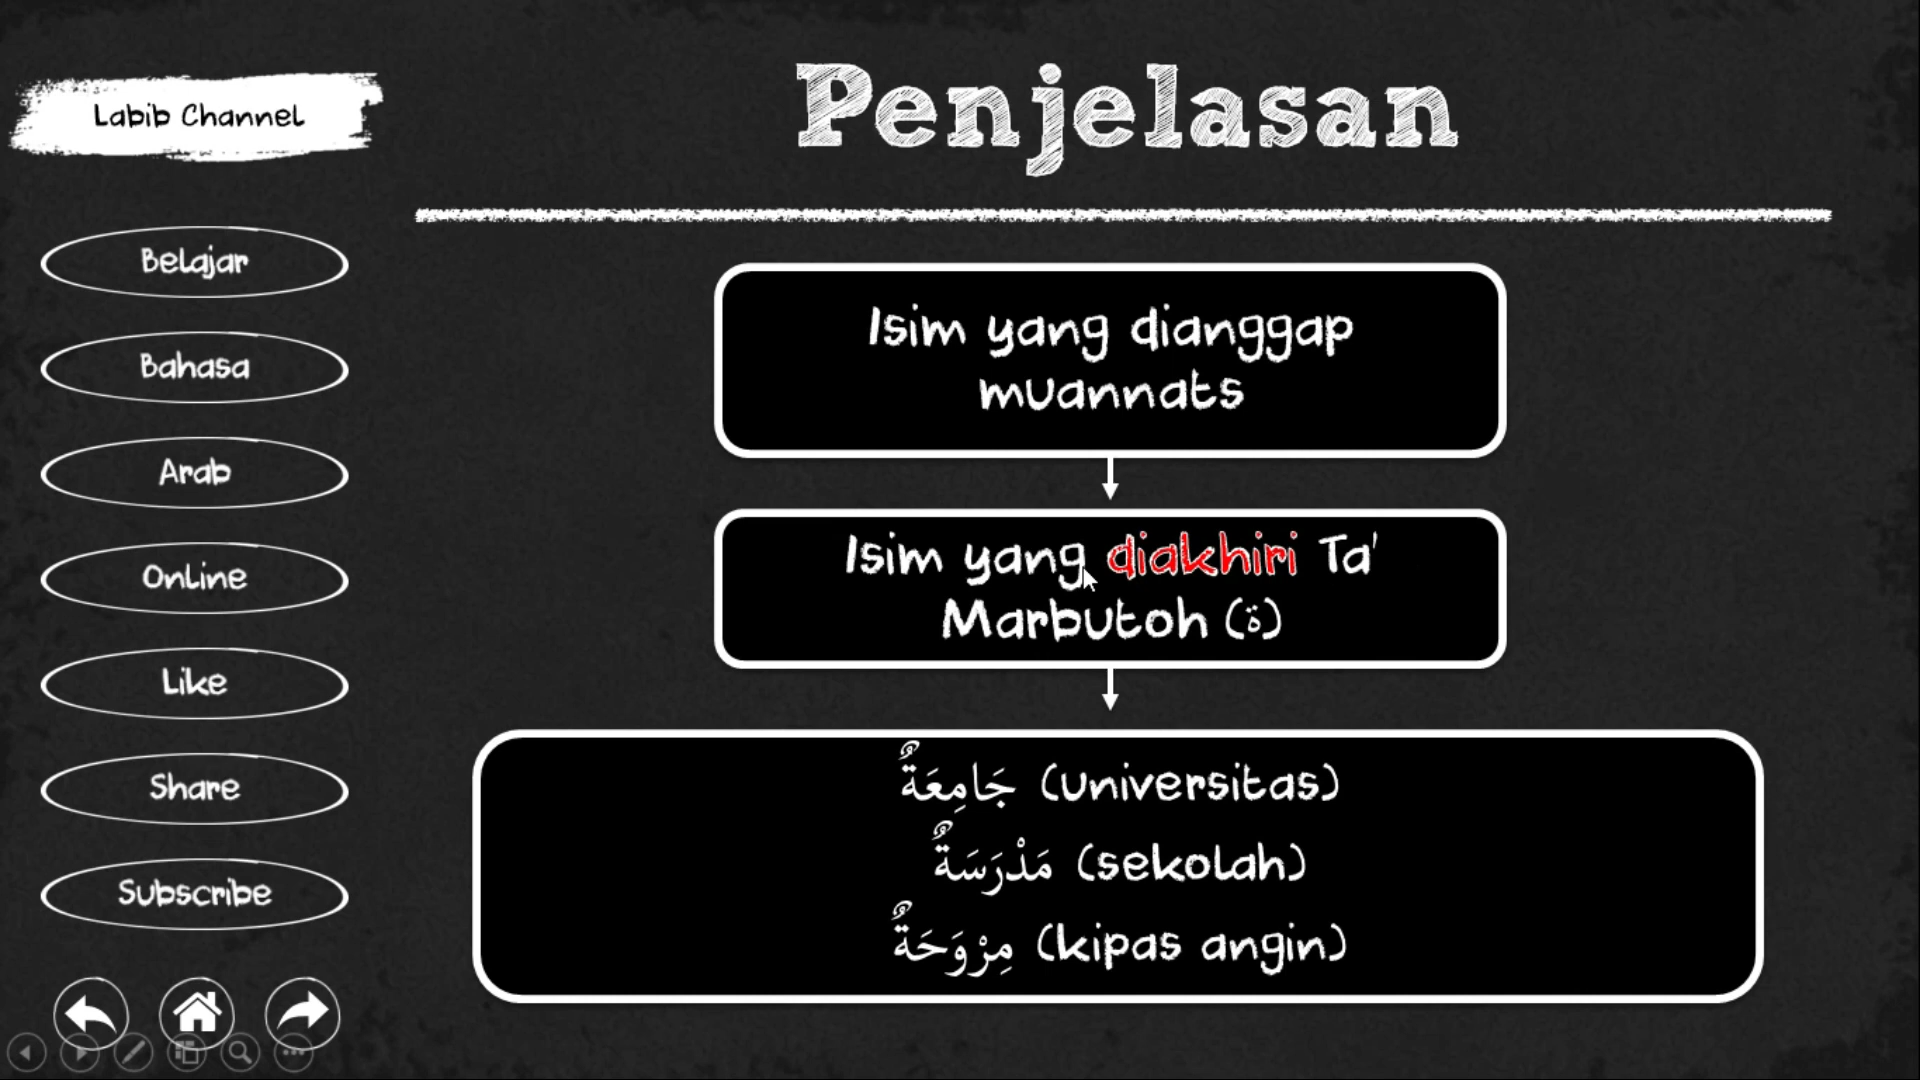 Labib Channel
Belajar
Bahasa
Arab
Online
Like
Share
Subscribe
Penjelasan
Isim yang dianggap
muannats
Isim yang diakhiri Ta'
Marbutoh (ة)
جَامِعَةٌ (universitas)
مَدْرَسَةٌ (sekolah)
مِرْوَحَةٌ (kipas angin)